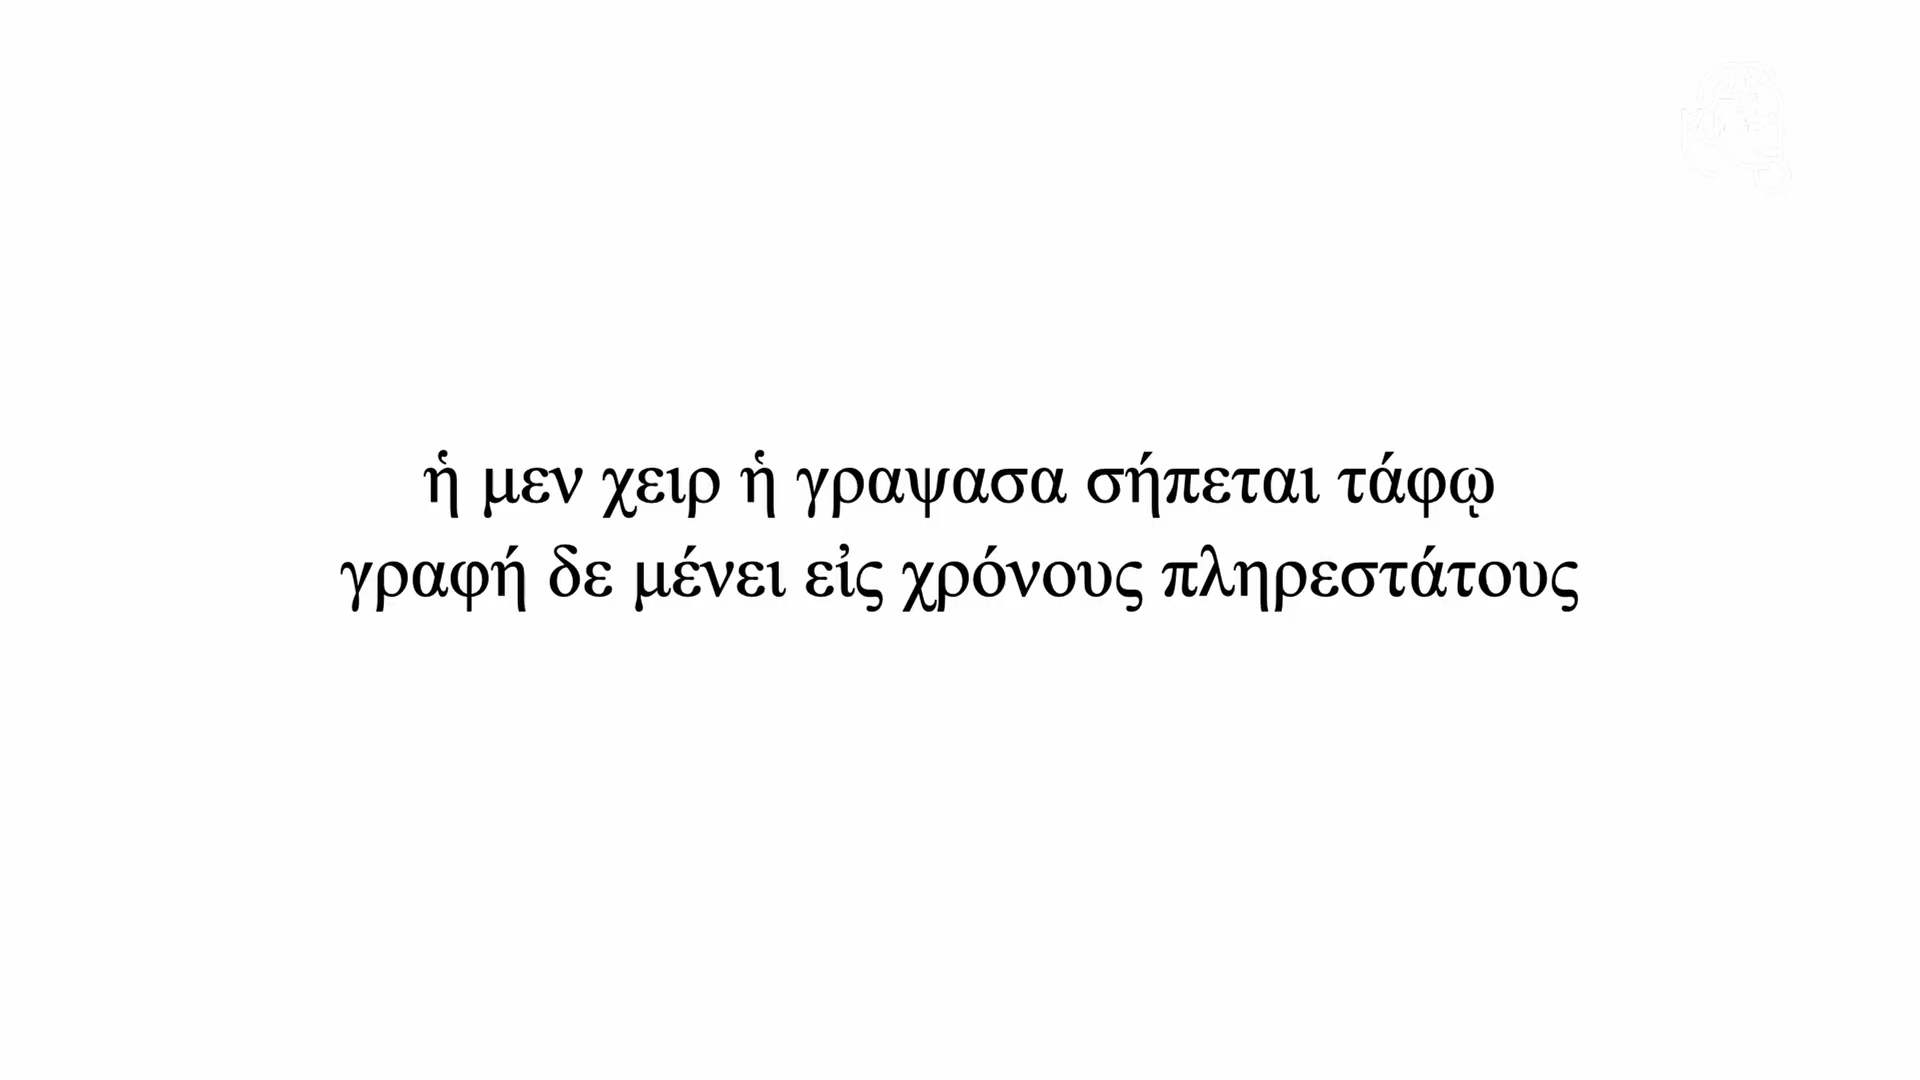 ἡ μεν χειρ ἡ γραψασα σήπεται τάφῳ
γραφή δε μένει εἰς χρόνους πληρεστάτους